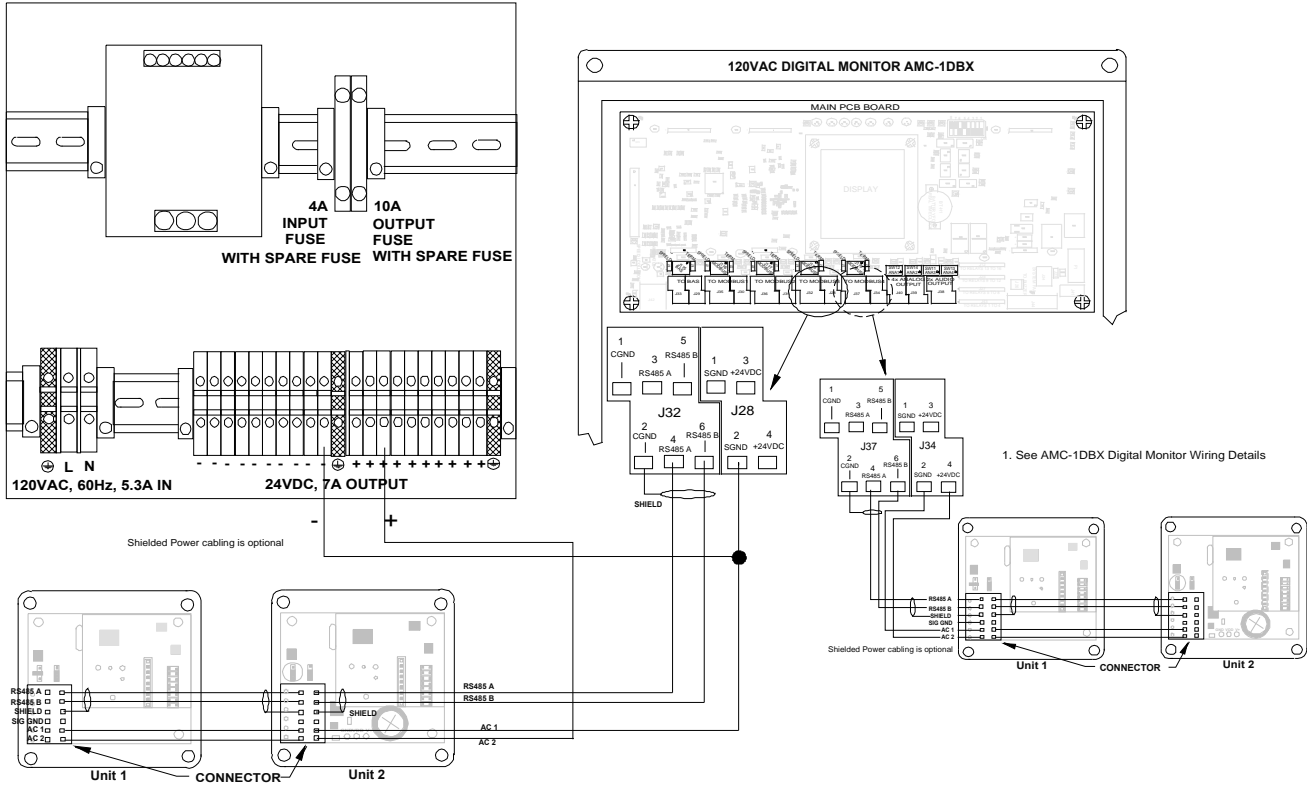 4A
INPUT
FUSE
WITH SPARE FUSE
10A
OUTPUT
FUSE
WITH SPARE FUSE
L N
120VAC, 60Hz, 5.3A IN
- - - - - - - - - -
+ + + + + + + + + +
24VDC, 7A OUTPUT
- +
Shielded Power cabling is optional
120VAC DIGITAL MONITOR AMC-1DBX
MAIN PCB BOARD
DISPLAY
TO BAS
TO MODBUS
TO MODBUS
TO MODBUS
TO MODBUS
4x ANALOG
OUTPUT
2x AUDIO
OUTPUT
1
CGND
3
RS485 A
5
RS485 B
1
SGND
3
+24VDC
J32
J28
2
CGND
4
RS485 A
6
RS485 B
2
SGND
4
+24VDC
SHIELD
1
CGND
3
RS485 A
5
RS485 B
1
SGND
3
+24VDC
J37
J34
2
CGND
4
RS485 A
6
RS485 B
2
SGND
4
+24VDC
1. See AMC-1DBX Digital Monitor Wiring Details
RS485 A
RS485 B
SHIELD
SIG GND
AC 1
AC 2
Shielded Power cabling is optional
Unit 1
CONNECTOR
Unit 2
RS485 A
RS485 B
SHIELD
SIG GND
AC 1
AC 2
SHIELD
RS485 A
RS485 B
AC 1
AC 2
Unit 1
CONNECTOR
Unit 2